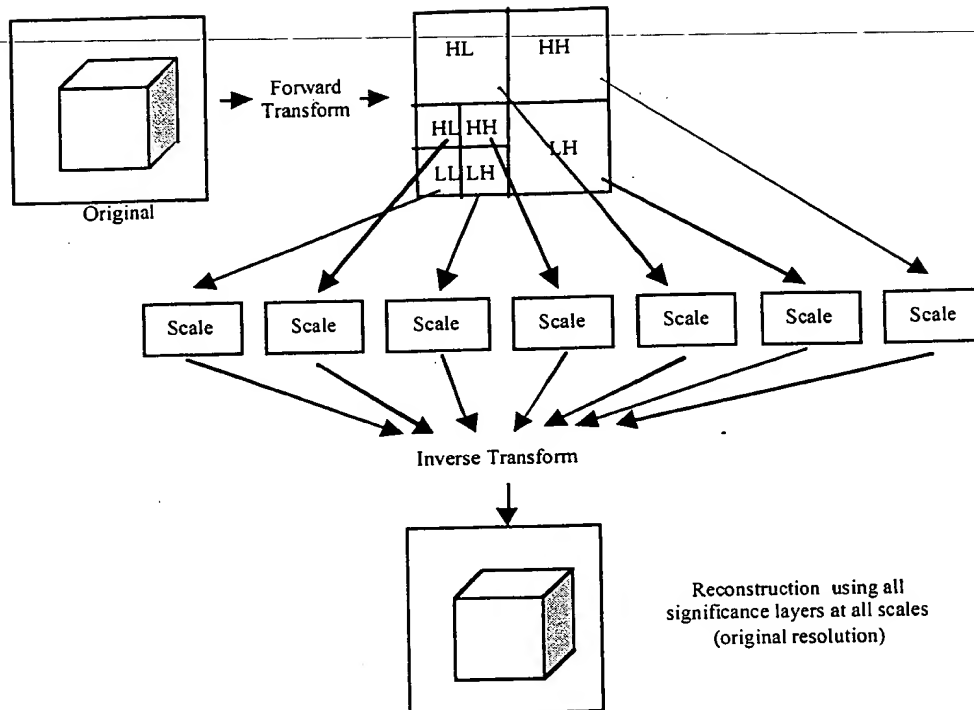 HL HH
Forward
Transform
HL HH
LH
LL LH
Original
Scale Scale Scale Scale Scale Scale Scale
Inverse Transform
Reconstruction using all
significance layers at all scales
(original resolution)